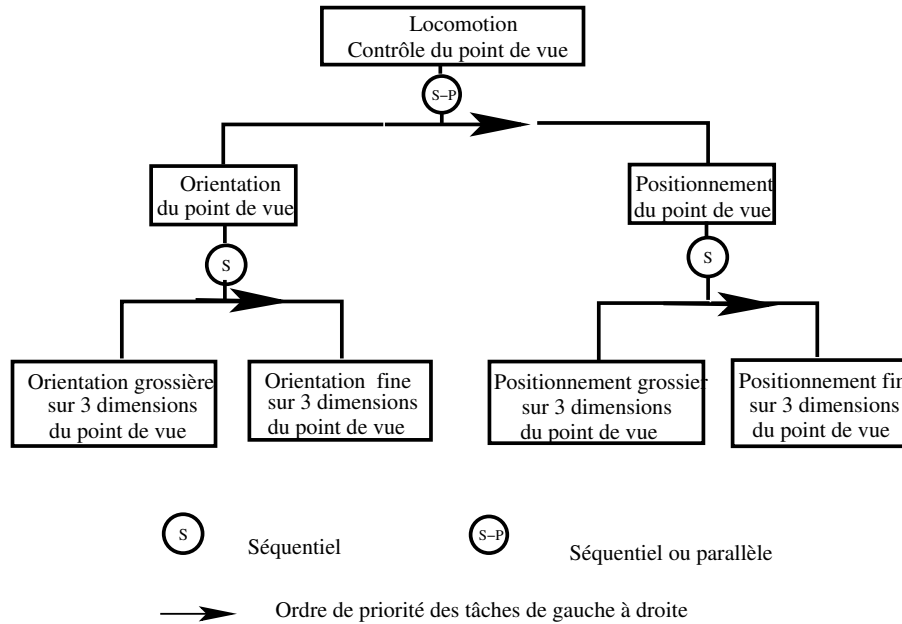 Locomotion
Contrôle du point de vue
S–P
Orientation
du point de vue
Positionnement
du point de vue
S
S
Orientation grossière
sur 3 dimensions
du point de vue
Orientation fine
sur 3 dimensions
du point de vue
Positionnement grossier
sur 3 dimensions
du point de vue
Positionnement fin
sur 3 dimensions
du point de vue
S
Séquentiel
S–P
Séquentiel ou parallèle
Ordre de priorité des tâches de gauche à droite